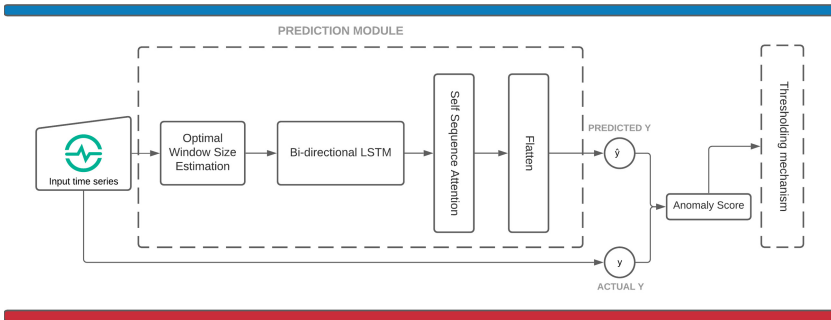 PREDICTION MODULE
Input time series
Optimal
Window Size
Estimation
Bi-directional LSTM
Self Sequence Attention
Flatten
PREDICTED Y
ŷ
y
ACTUAL Y
Anomaly Score
Thresholding mechanism